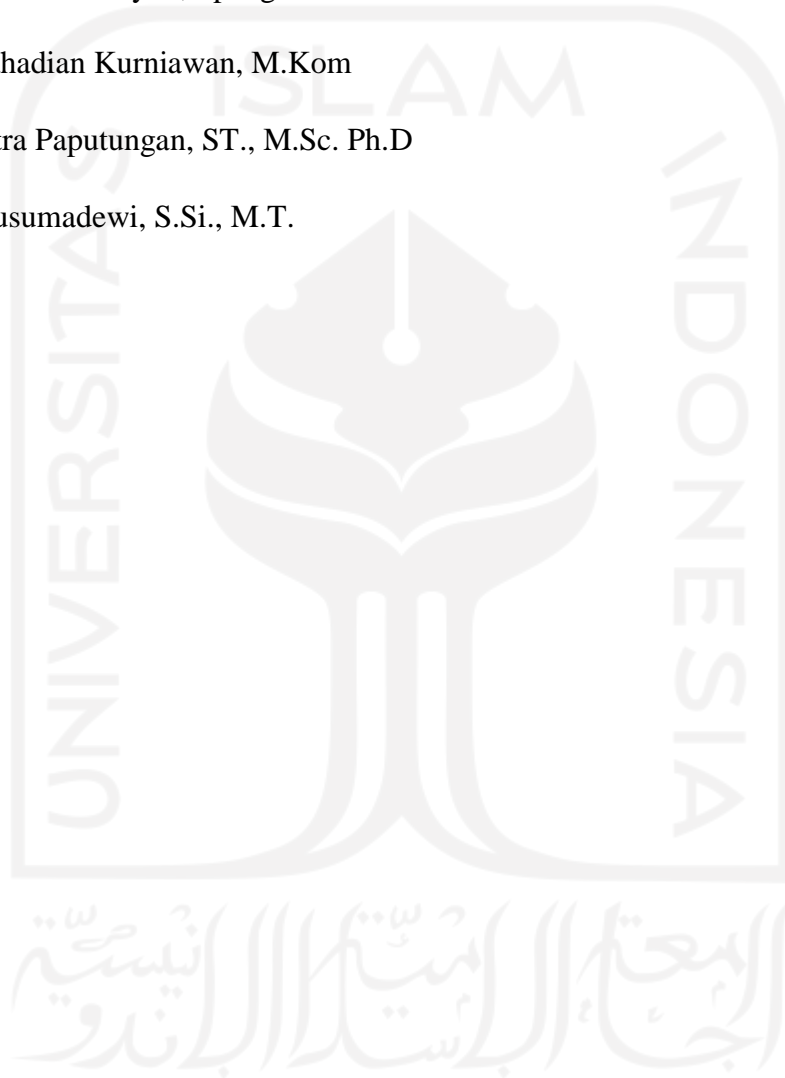 hadian Kurniawan, M.Kom
tra Paputungan, ST., M.Sc. Ph.D
usumadewi, S.Si., M.T.
ISLAM
UNIVERSITAS
INDONESIA